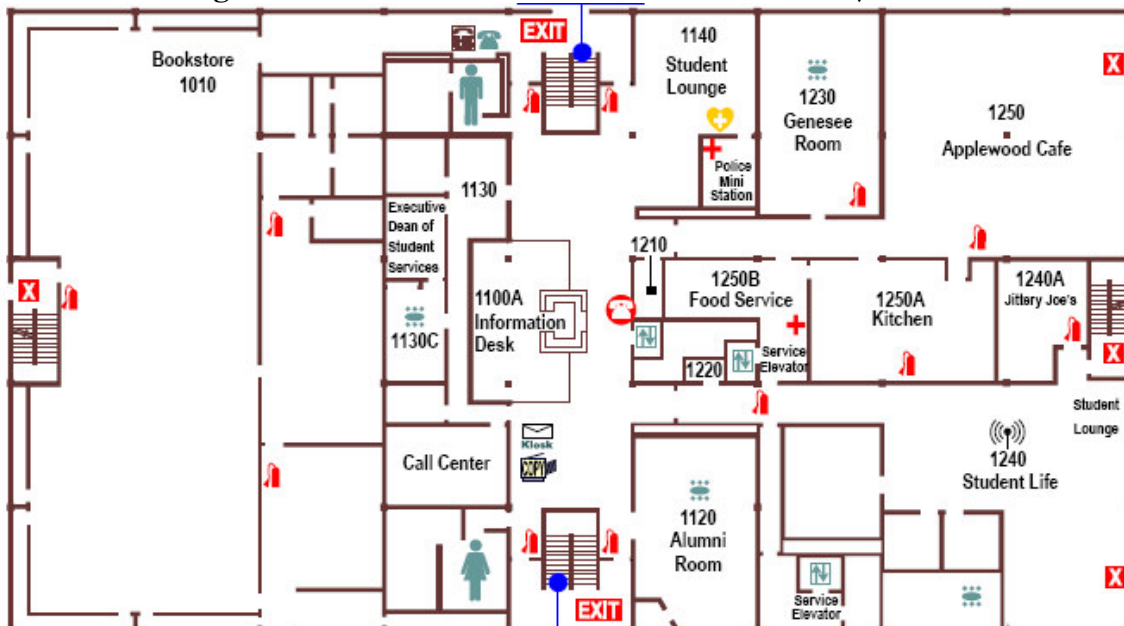 EXIT
Bookstore
1010
1140
Student
Lounge
1230
Genesee
Room
1250
Applewood Cafe
X
Police
Mini
Station
1130
Executive
Dean of
Student
Services
1210
1250B
Food Service
1250A
Kitchen
1240A
Jittery Joe's
X
1100A
Information
Desk
1130C
Service
Elevator
1220
X
Student
Lounge
Kiosk
COPY
Call Center
1240
Student Life
1120
Alumni
Room
X
Service
Elevator
EXIT